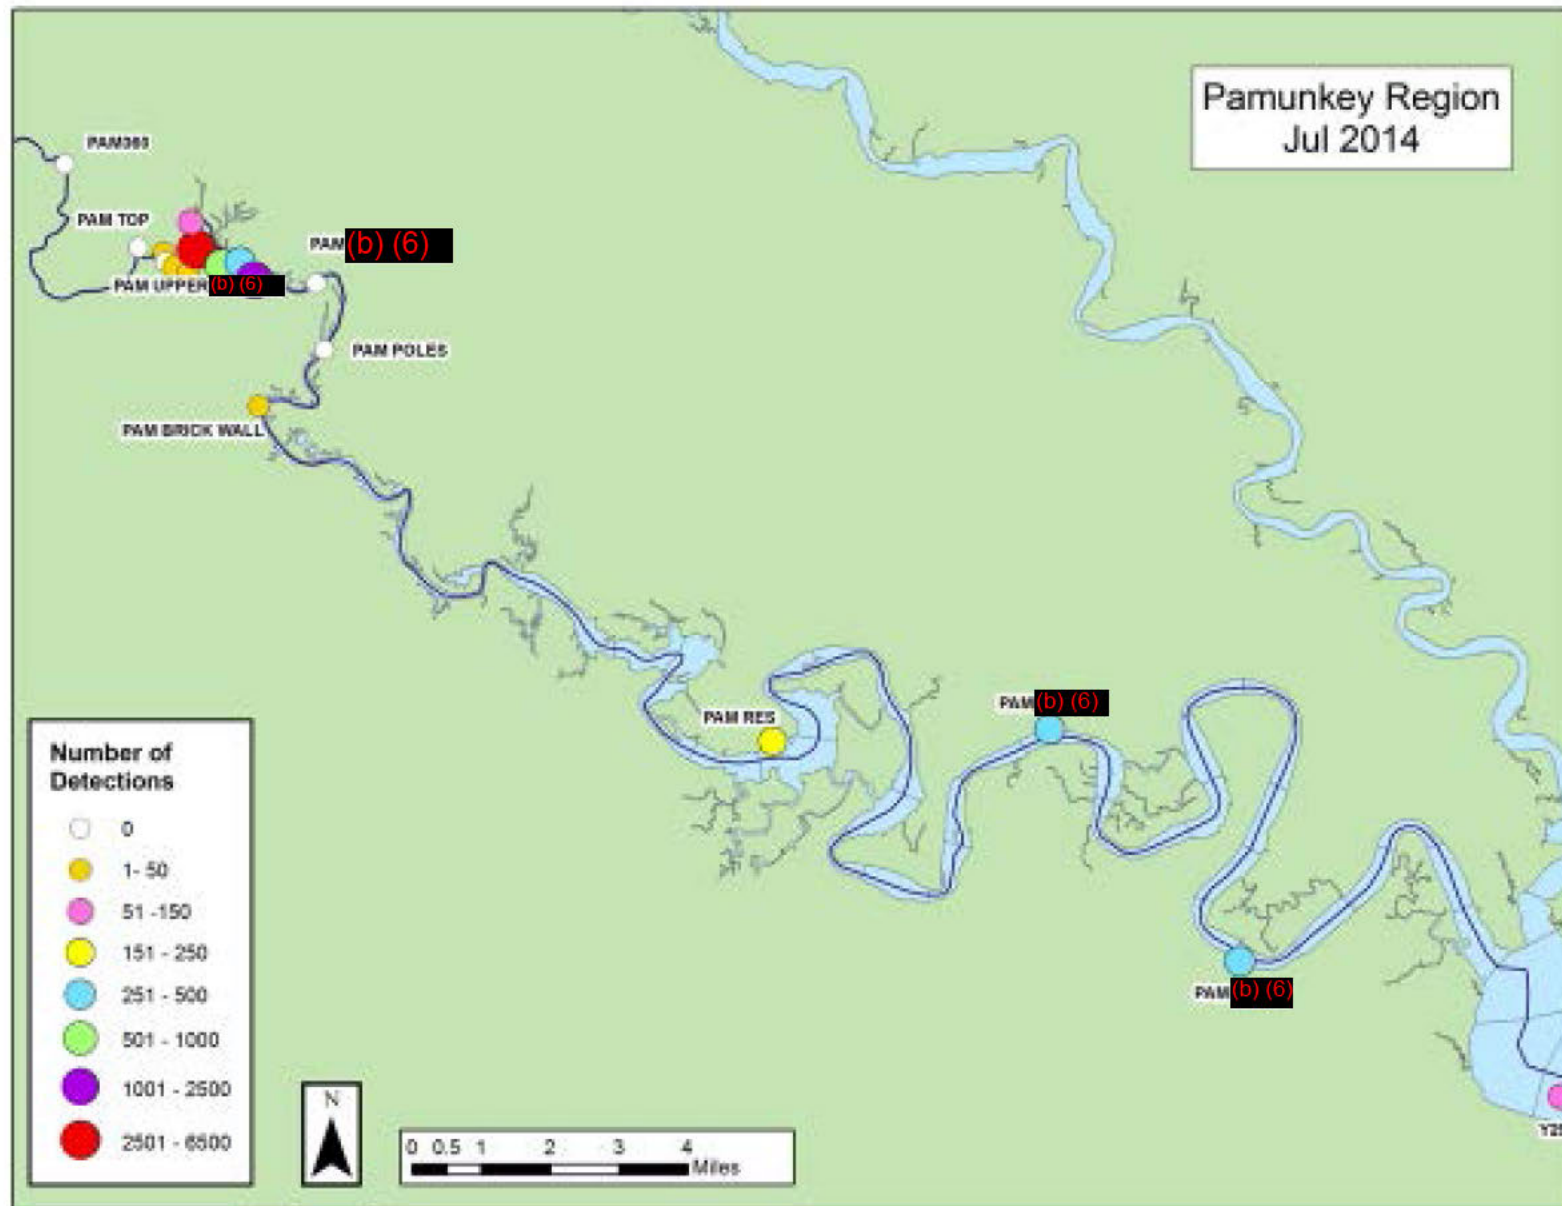 Pamunkey Region
Jul 2014
PAM360
PAM TOP
PAM(b) (6)
PAM UPPER(b) (6)
PAM POLES
PAM BRICK WALL
PAM RES
PAM(b) (6)
PAM(b) (6)
Number of
Detections
0
1- 50
51 -150
151 - 250
251 - 500
501 - 1000
1001 - 2500
2501 - 6500
N
0 0.5 1 2 3 4
Miles